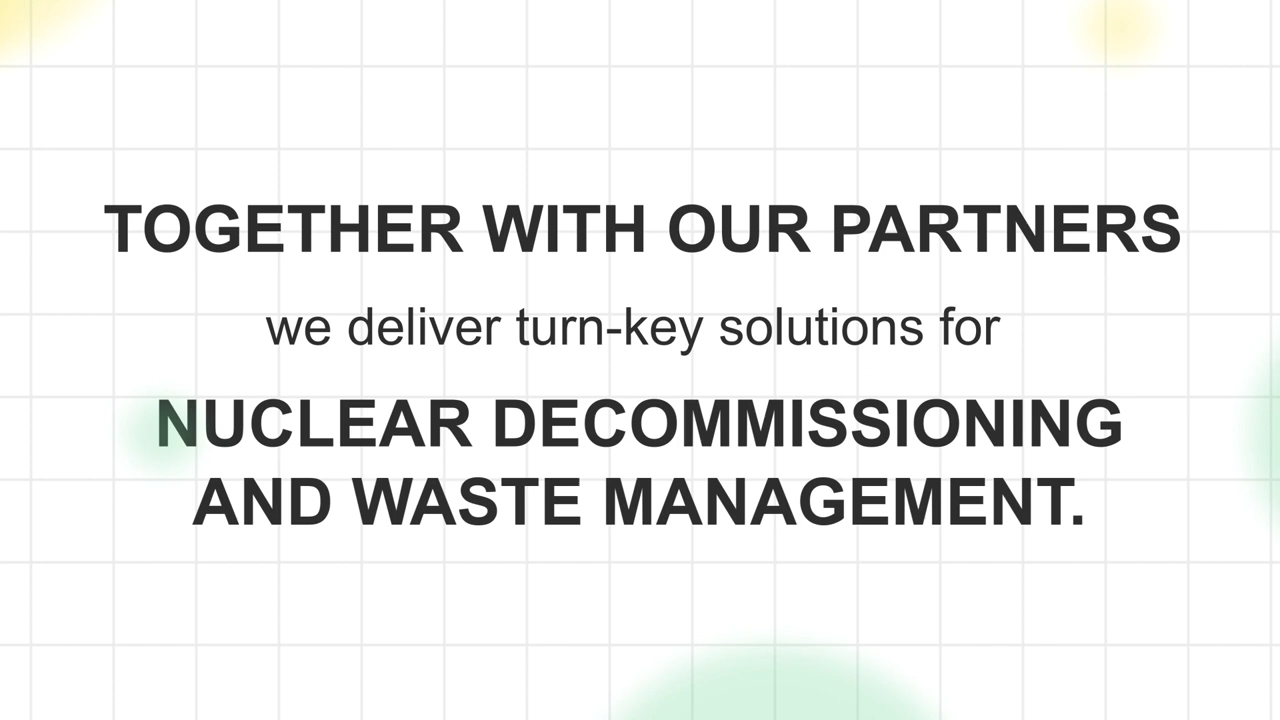 TOGETHER WITH OUR PARTNERS
we deliver turn-key solutions for
NUCLEAR DECOMMISSIONING
AND WASTE MANAGEMENT.